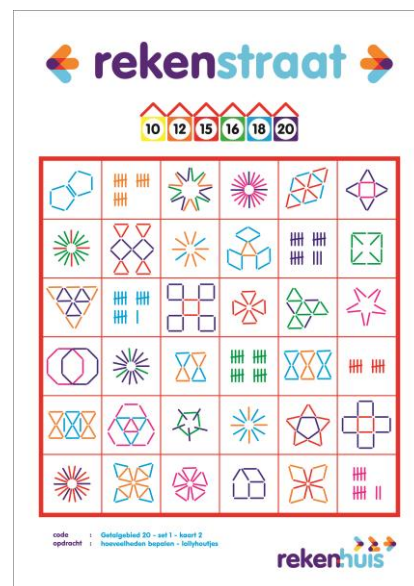 rekenstraat
10 12 15 16 18 20
code : Getalgebied 20 - set 1 - kaart 2
opdracht : hoeveelheden bepalen - lollyhoutjes
rekenhuis